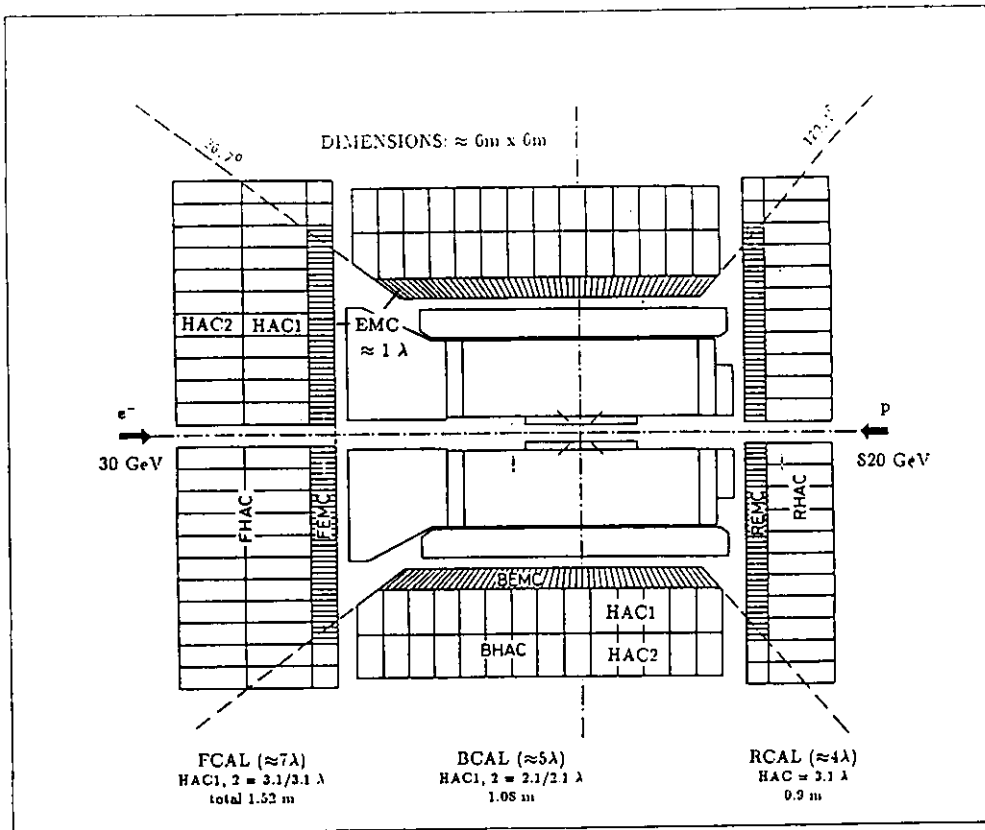 DIMENSIONS: ≈ 6m x 6m
36.7°
HAC2 HAC1
EMC
≈ 1 λ
e⁻
30 GeV
p
820 GeV
FHAC
FEMC
REMC
RHAC
BEMC
HAC1
BHAC
HAC2
FCAL (≈7λ)
HAC1, 2 = 3.1/3.1 λ
total 1.52 m
BCAL (≈5λ)
HAC1, 2 = 2.1/2.1 λ
1.08 m
RCAL (≈4λ)
HAC = 3.1 λ
0.9 m